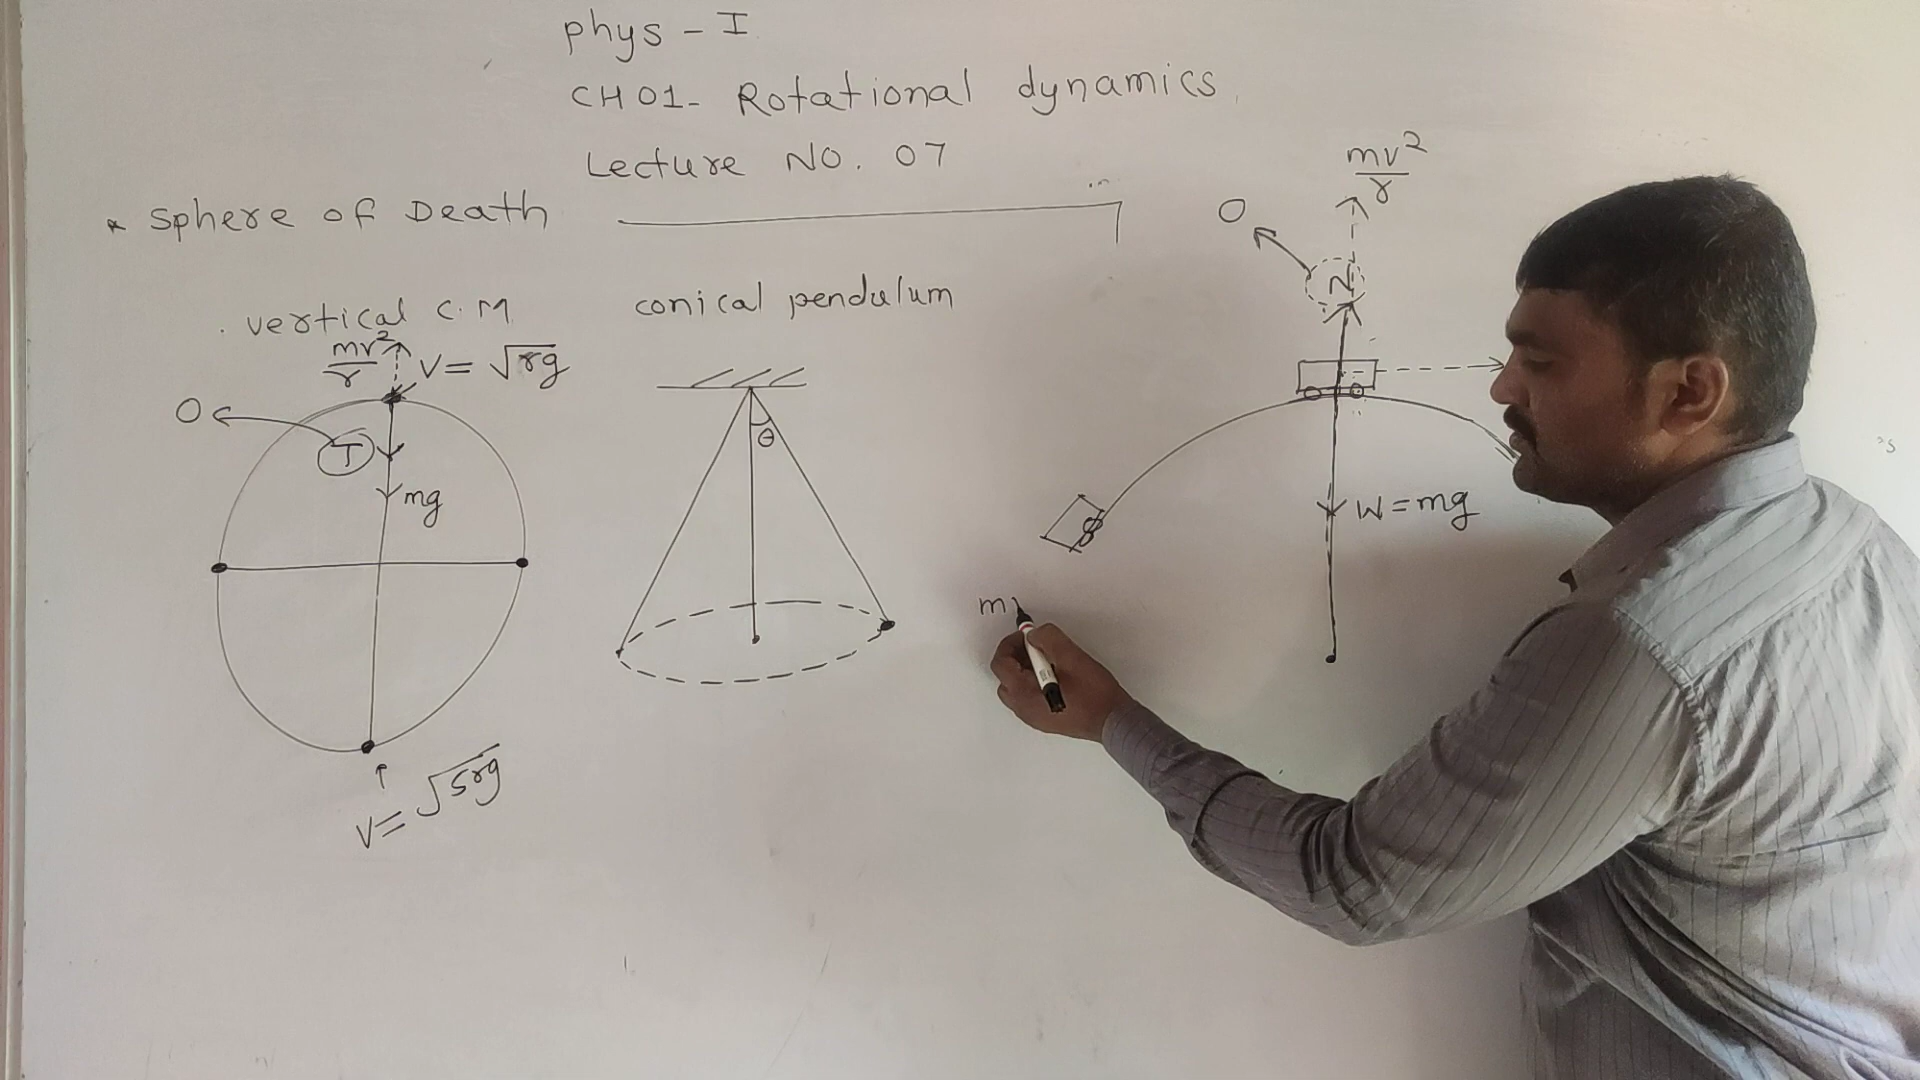 phys - I
CH01- Rotational dynamics
Lecture NO. 07
* Sphere of Death
vertical C.M
conical pendulum
mv²/r
V = √rg
O
T
mg
V = √5rg
θ
mv²/r
O
N
W = mg
m